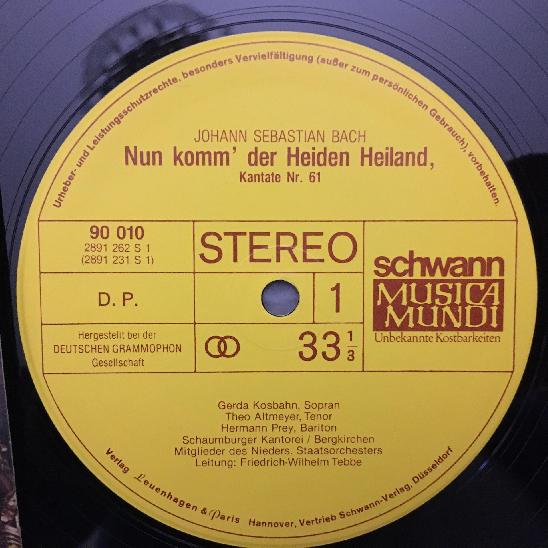 Urheber- und Leistungsschutzrechte, besonders Vervielfältigung (außer zum persönlichen Gebrauch), vorbehalten.
JOHANN SEBASTIAN BACH
Nun komm' der Heiden Heiland,
Kantate Nr. 61
90 010
2891 262 S 1
(2891 231 S 1)
STEREO
D. P.
1
Hergestellt bei der
DEUTSCHEN GRAMMOPHON
Gesellschaft
33 1/3
schwann
MUSICA
MUNDI
Unbekannte Kostbarkeiten
Gerda Kosbahn, Sopran
Theo Altmeyer, Tenor
Hermann Prey, Bariton
Schaumburger Kantorei / Bergkirchen
Mitglieder des Nieders. Staatsorchesters
Leitung: Friedrich-Wilhelm Tebbe
Verlag Leuenhagen & Paris Hannover, Vertrieb Schwann-Verlag, Düsseldorf